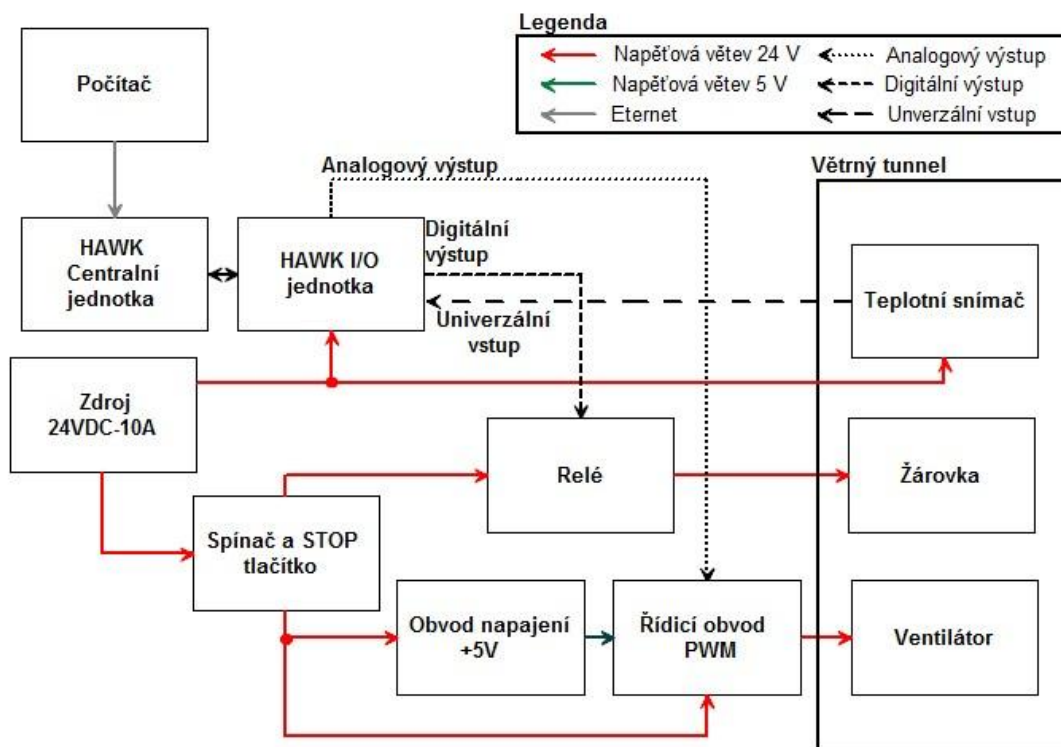 Legenda
Napěťová větev 24 V
Analogový výstup
Napěťová větev 5 V
Digitální výstup
Eternet
Unverzální vstup
Počítač
Analogový výstup
Větrný tunnel
HAWK
Centralní
jednotka
HAWK I/O
jednotka
Digitální
výstup
Univerzální
vstup
Teplotní snímač
Zdroj
24VDC-10A
Relé
Žárovka
Spínač a STOP
tlačítko
Obvod napajení
+5V
Řídicí obvod
PWM
Ventilátor